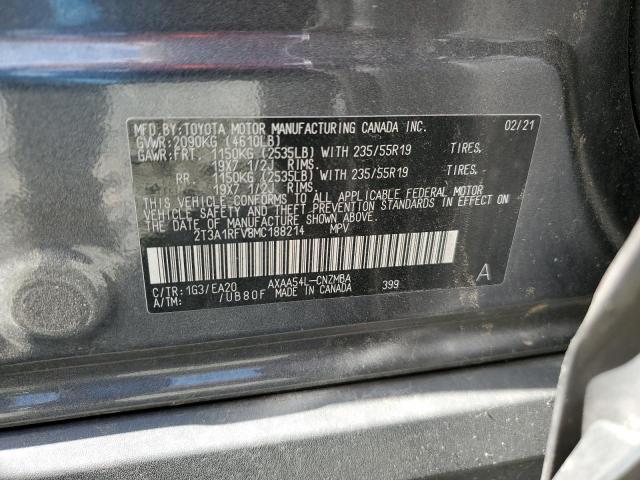 MFD.BY:TOYOTA MOTOR MANUFACTURING CANADA INC. 02/21
GVWR:2090KG (4610LB)
GAWR:FRT. 1150KG (2535LB) WITH 235/55R19 TIRES,
19X7 1/2J RIMS.
RR. 1150KG (2535LB) WITH 235/55R19 TIRES,
19X7 1/2J RIMS.
THIS VEHICLE CONFORMS TO ALL APPLICABLE FEDERAL MOTOR
VEHICLE SAFETY AND THEFT PREVENTION STANDARDS IN EFFECT ON
THE DATE OF MANUFACTURE SHOWN ABOVE.
2T3A1RFV8MC188214 MPV
C/TR:1G3/EA20 AXAA54L-CNZMBA 399 A
A/TM: /UB80F MADE IN CANADA